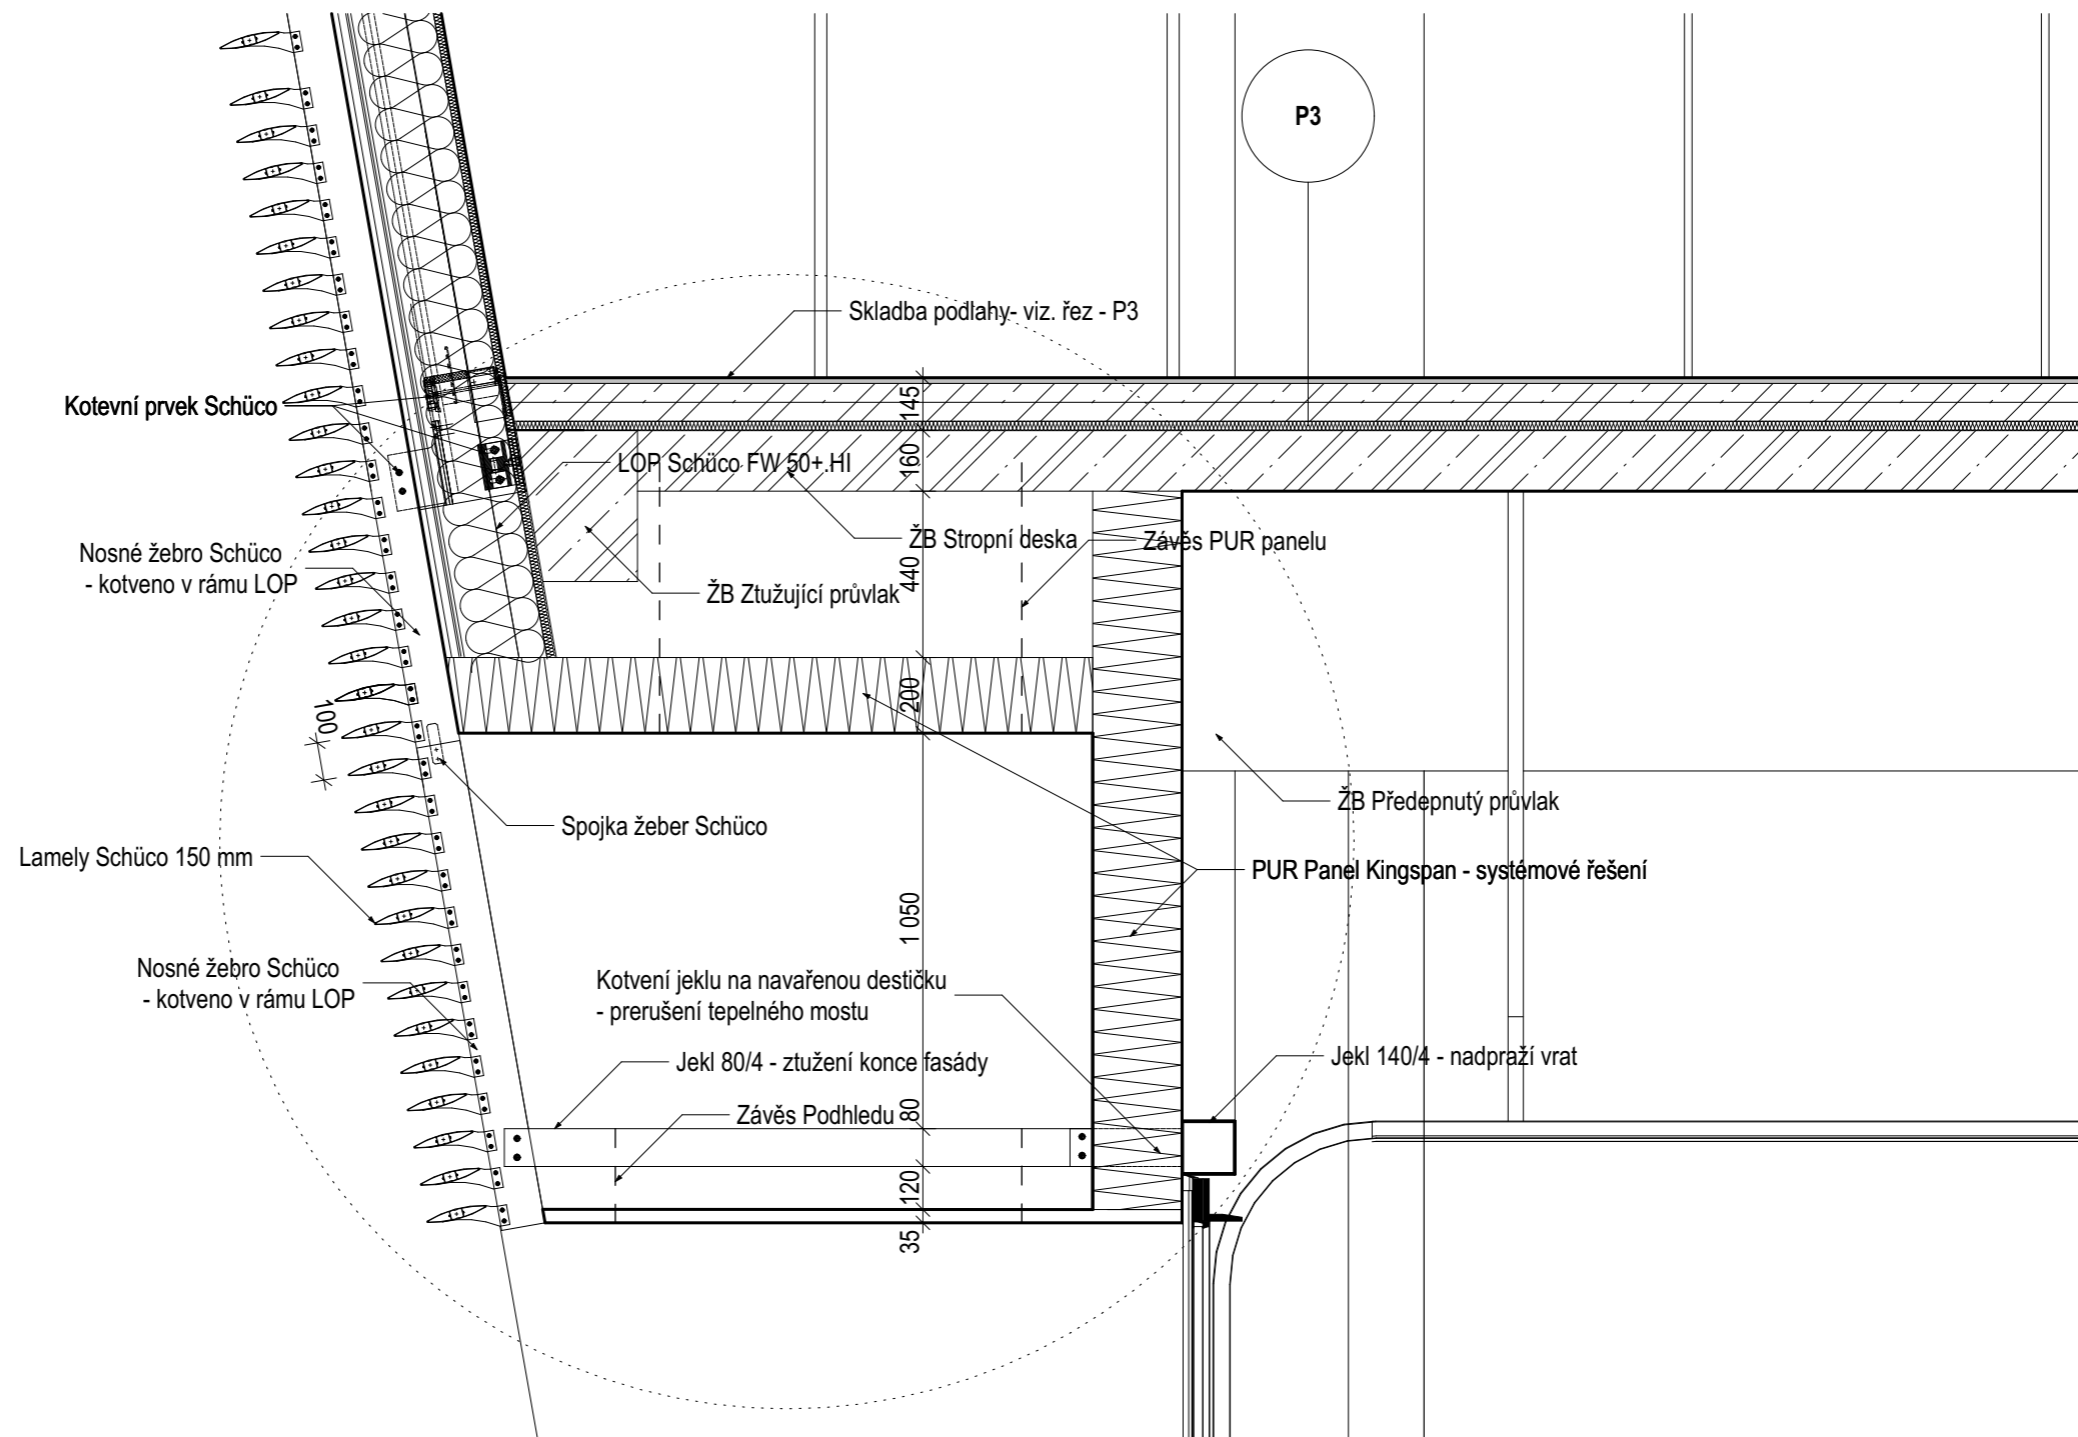 P3
Skladba podlahy- viz. řez - P3
145
Kotevní prvek Schüco
LOP Schüco FW 50+.HI
160
ŽB Stropní deska
Závěs PUR panelu
Nosné žebro Schüco
- kotveno v rámu LOP
440
ŽB Ztužující průvlak
200
100
ŽB Předepnutý průvlak
Spojka žeber Schüco
Lamely Schüco 150 mm
PUR Panel Kingspan - systémové řešení
1 050
Nosné žebro Schüco
- kotveno v rámu LOP
Kotvení jeklu na navařenou destičku
- prerušení tepelného mostu
Jekl 80/4 - ztužení konce fasády
Jekl 140/4 - nadpraží vrat
Závěs Podhledu
80
120
35